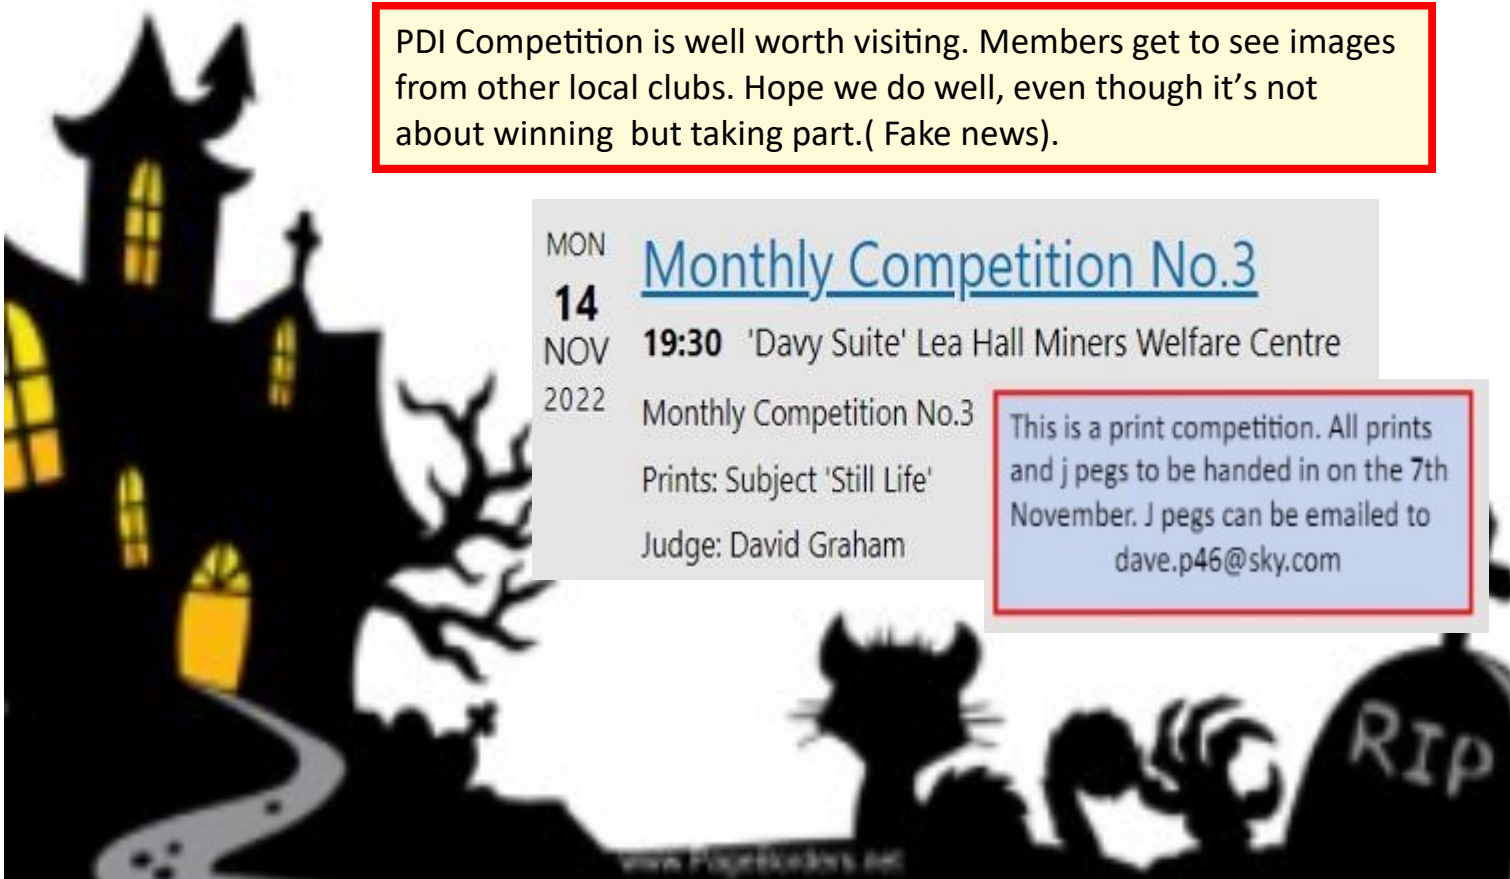 PDI Competition is well worth visiting. Members get to see images
from other local clubs. Hope we do well, even though it’s not
about winning  but taking part.( Fake news).
MON
14
NOV
2022
Monthly Competition No.3
19:30 'Davy Suite' Lea Hall Miners Welfare Centre
Monthly Competition No.3
Prints: Subject 'Still Life'
Judge: David Graham
This is a print competition. All prints
and j pegs to be handed in on the 7th
November. J pegs can be emailed to
dave.p46@sky.com
RIP
www.PageBorders.net